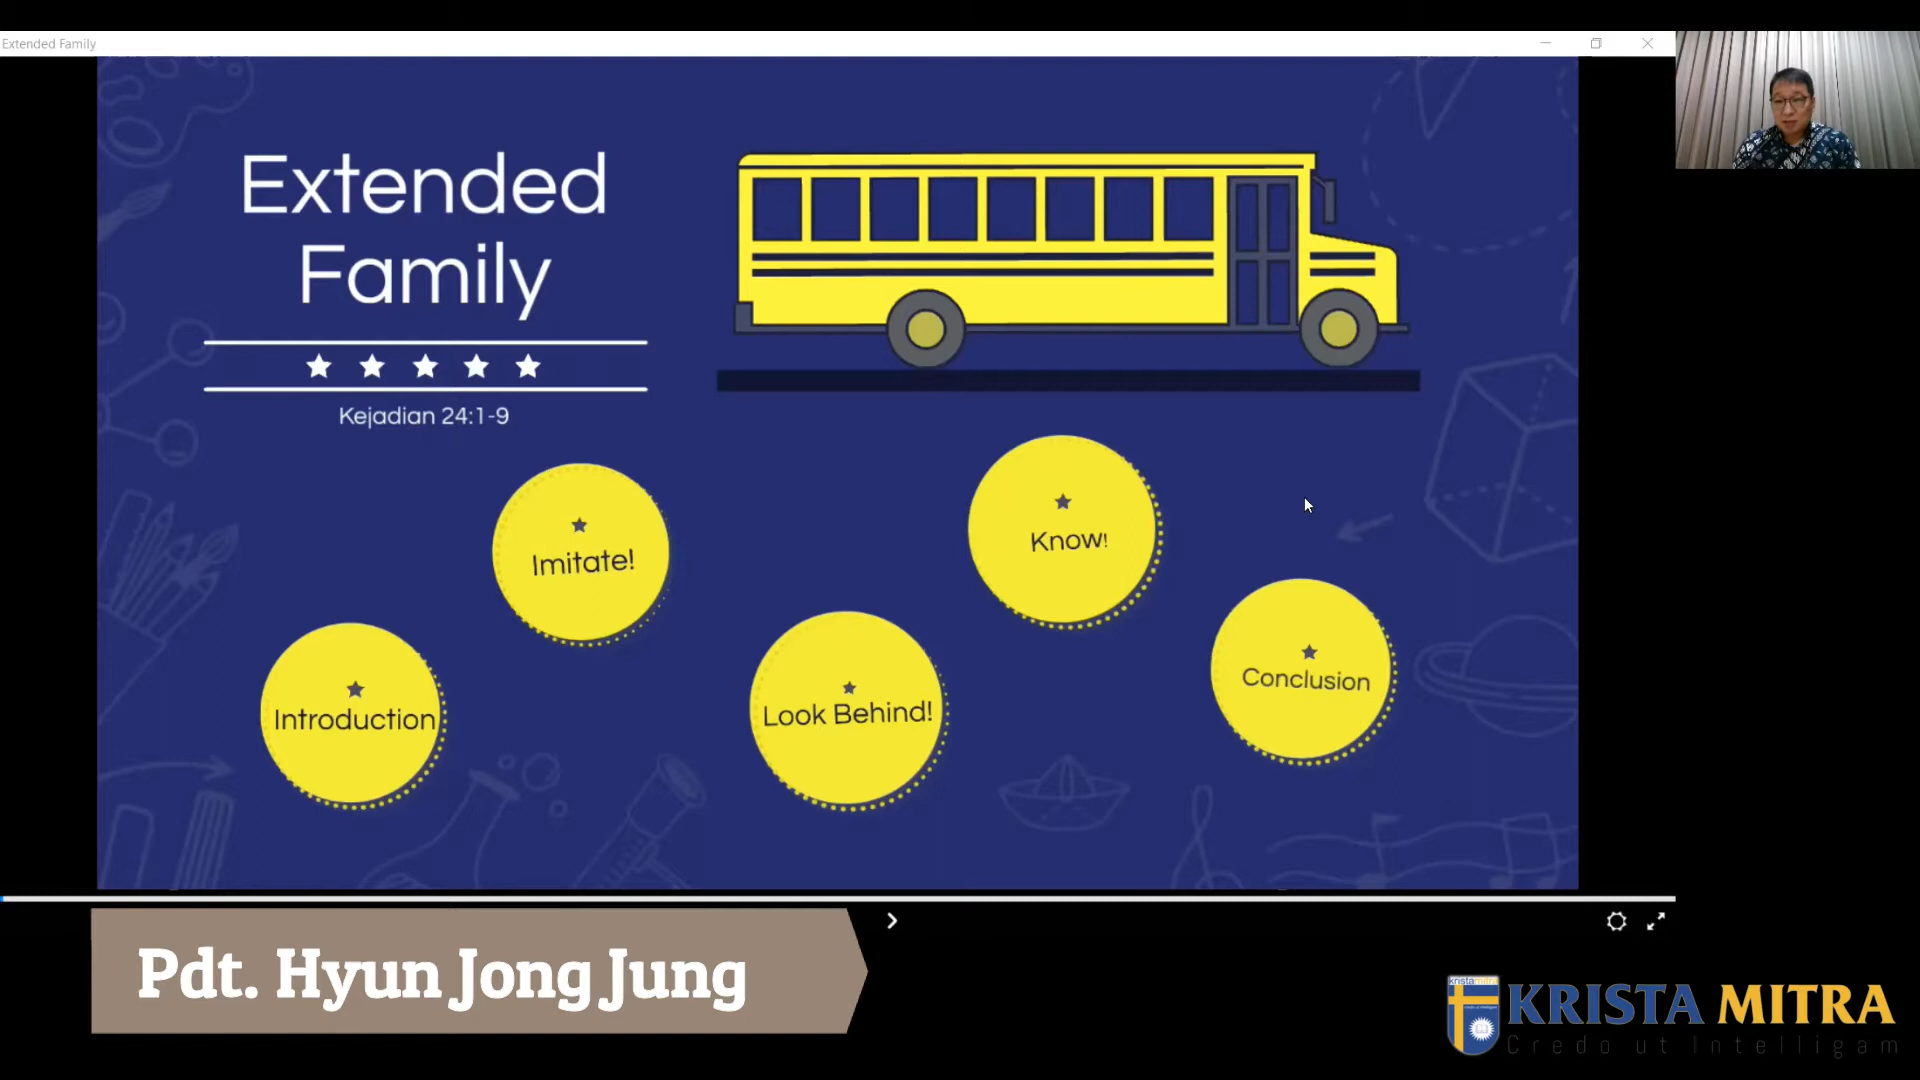 Extended Family
Extended
Family
Kejadian 24:1-9
Imitate!
Know!
Introduction
Look Behind!
Conclusion
Pdt. Hyun Jong Jung
kristamitra
KRISTA MITRA
Credo ut Intelligam